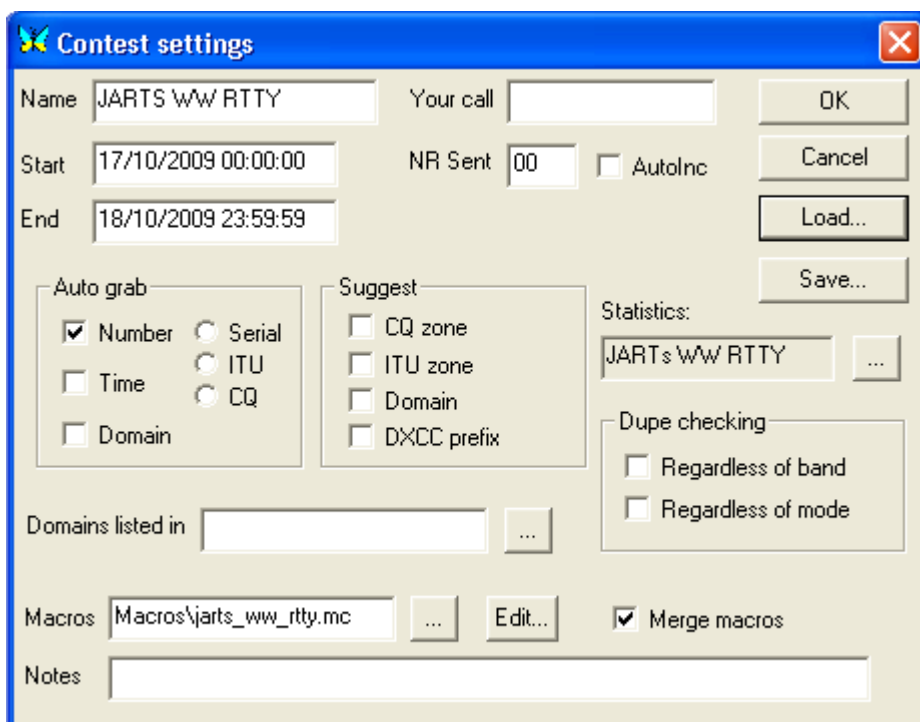 Contest settings
Name JARTS WW RTTY Your call OK
Start 17/10/2009 00:00:00 NR Sent 00 AutoInc Cancel
End 18/10/2009 23:59:59 Load...
Save...
Auto grab
Number Serial
ITU
Time
CQ
Domain
Suggest
CQ zone
ITU zone
Domain
DXCC prefix
Statistics:
JARTs WW RTTY ...
Dupe checking
Regardless of band
Regardless of mode
Domains listed in ...
Macros Macros\jarts_ww_rtty.mc ... Edit... Merge macros
Notes